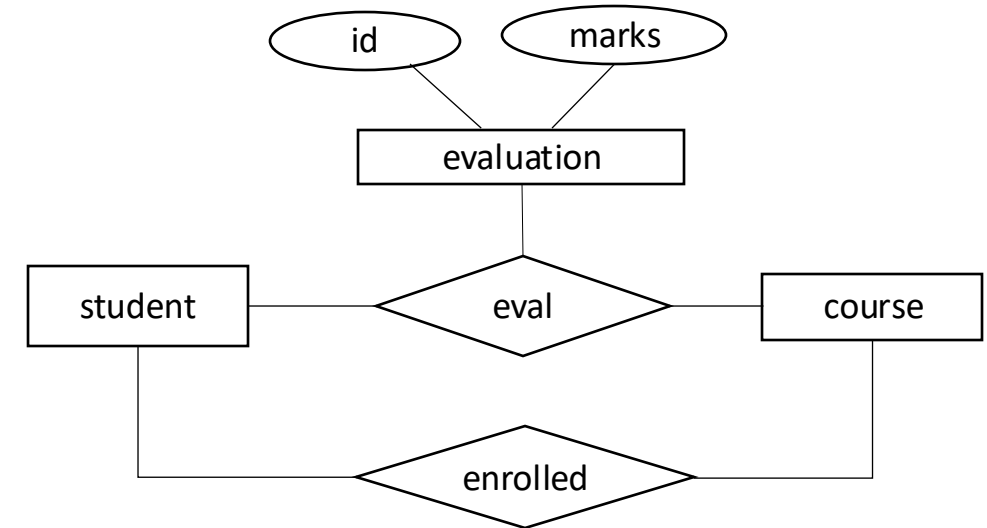 id
marks
evaluation
student
eval
course
enrolled